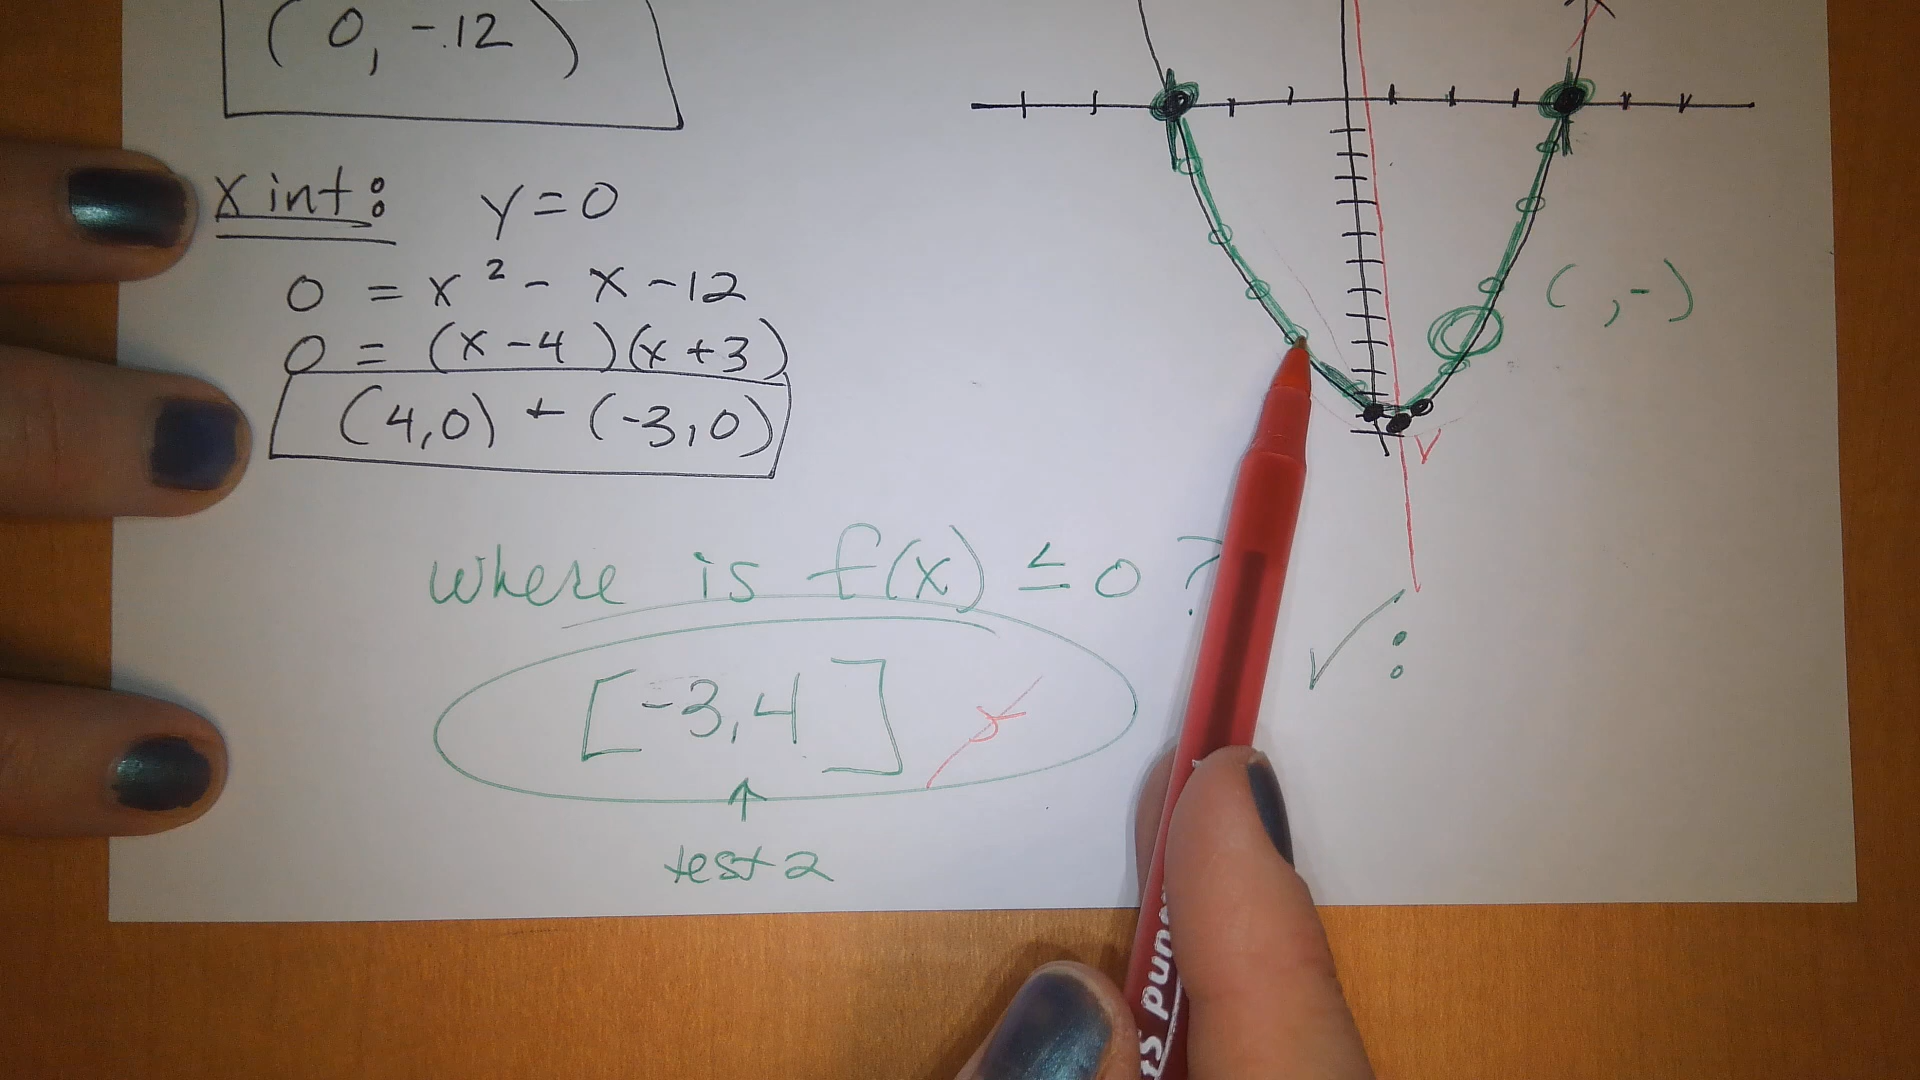 (0, -12)
x int: y=0
0 = x² - x - 12
0 = (x-4)(x+3)
(4,0) + (-3,0)
( , -)
V
where is f(x) ≤ 0 ?
[-3,4]
✓:
test 2